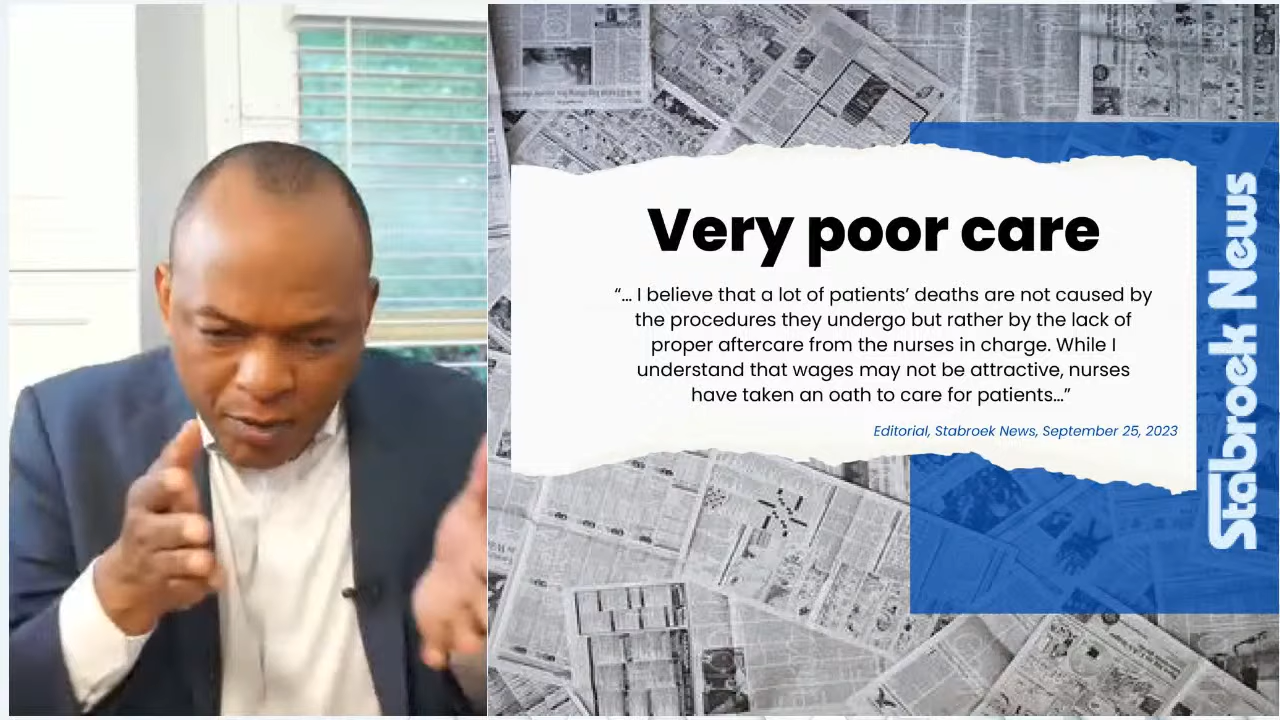 Very poor care
“... I believe that a lot of patients’ deaths are not caused by
the procedures they undergo but rather by the lack of
proper aftercare from the nurses in charge. While I
understand that wages may not be attractive, nurses
have taken an oath to care for patients...”
Editorial, Stabroek News, September 25, 2023
Stabroek News